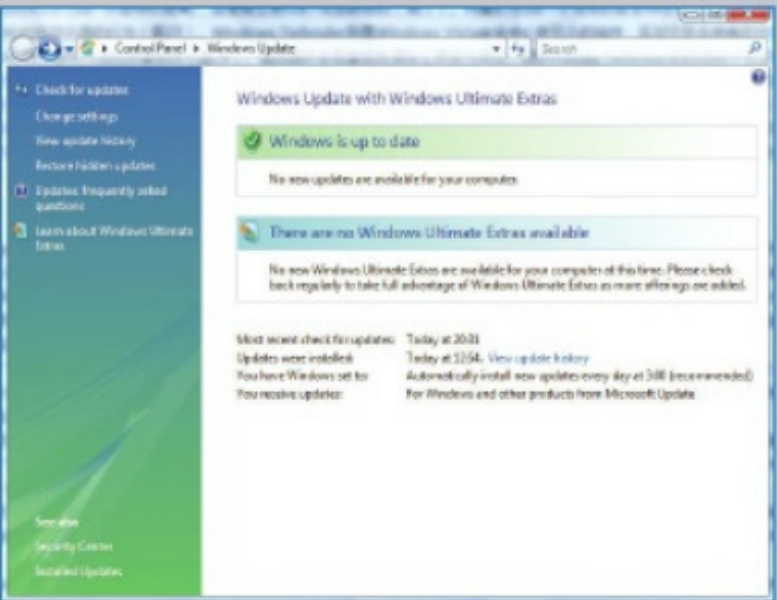 Control Panel ▸ Windows Update
Search
Check for updates
Change settings
View update history
Restore hidden updates
Updates: frequently asked
questions
Learn about Windows Ultimate
Extras
See also
Security Center
Installed Updates
Windows Update with Windows Ultimate Extras
Windows is up to date
No new updates are available for your computer.
There are no Windows Ultimate Extras available
No new Windows Ultimate Extras are available for your computer at this time. Please check
back regularly to take full advantage of Windows Ultimate Extras as more offerings are added.
Most recent check for updates: Today at 20:31
Updates were installed: Today at 12:54. View update history
You have Windows set to: Automatically install new updates every day at 3:00 (recommended)
You receive updates: For Windows and other products from Microsoft Update